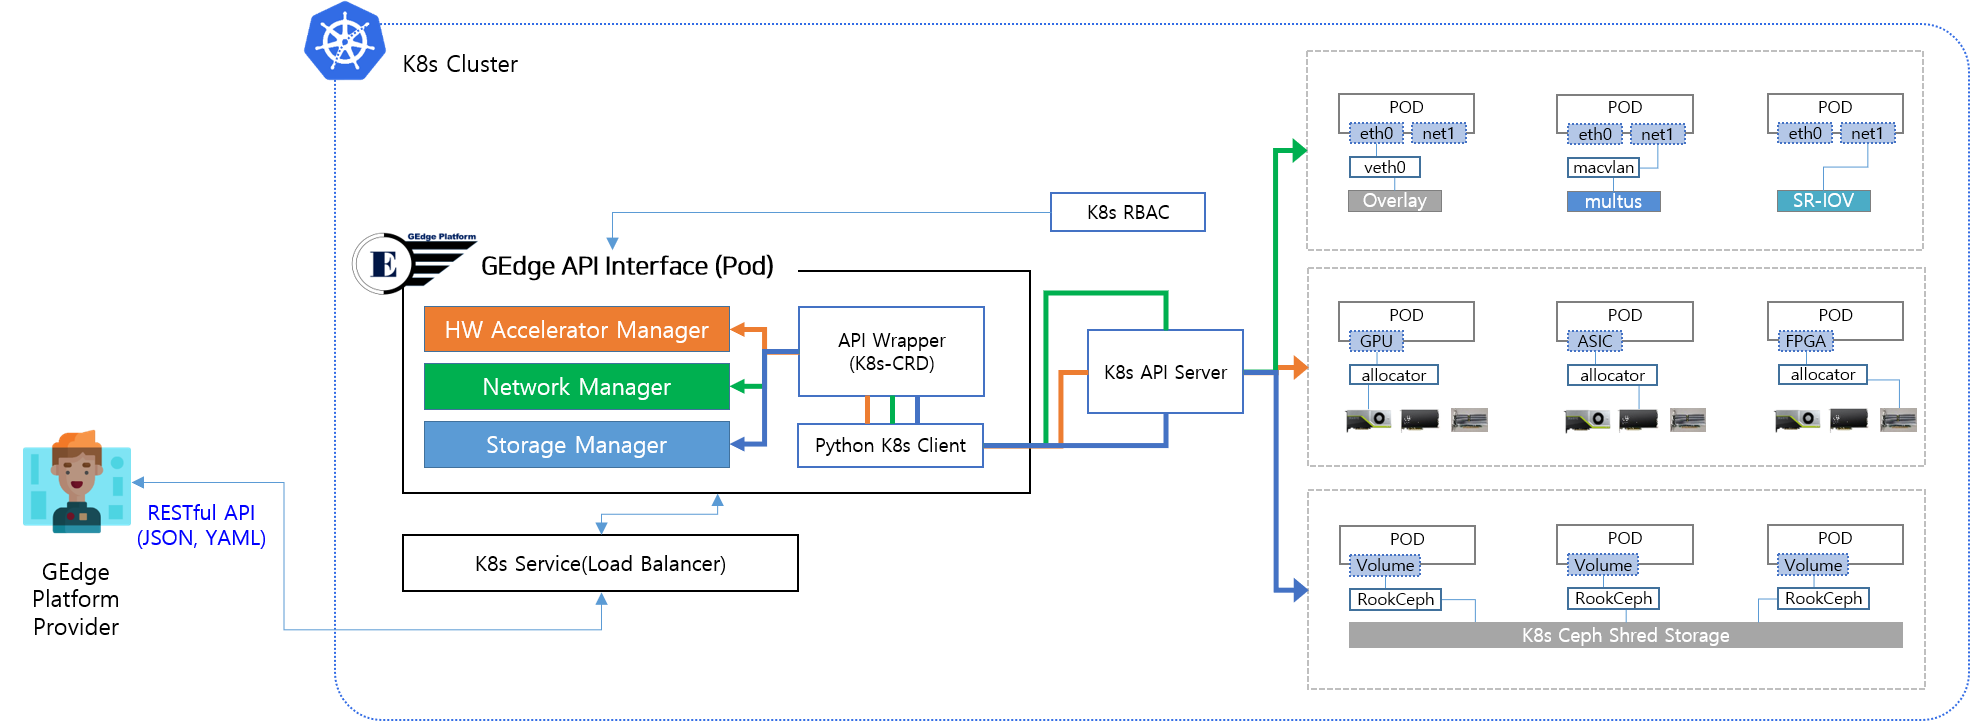 K8s Cluster
K8s RBAC
GEdge Platform
E
GEdge API Interface (Pod)
HW Accelerator Manager
Network Manager
Storage Manager
API Wrapper
(K8s-CRD)
Python K8s Client
K8s API Server
K8s Service(Load Balancer)
RESTful API
(JSON, YAML)
GEdge
Platform
Provider
POD
eth0
net1
veth0
Overlay
POD
eth0
net1
macvlan
multus
POD
eth0
net1
SR-IOV
POD
GPU
allocator
POD
ASIC
allocator
POD
FPGA
allocator
POD
Volume
RookCeph
POD
Volume
RookCeph
POD
Volume
RookCeph
K8s Ceph Shred Storage